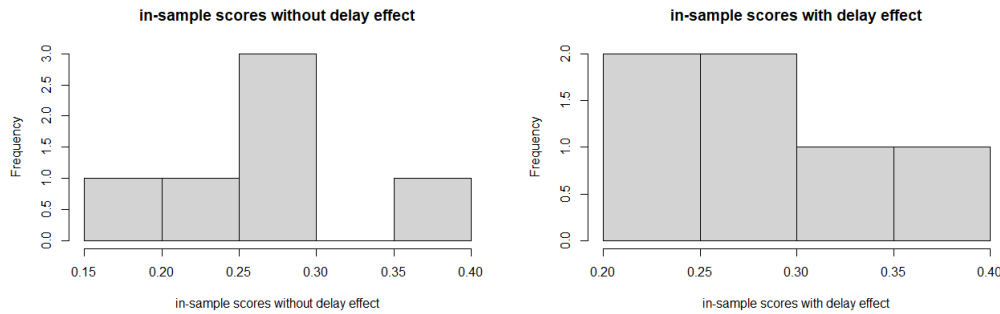 in-sample scores without delay effect
Frequency
3.0
2.5
2.0
1.5
1.0
0.5
0.0
0.15 0.20 0.25 0.30 0.35 0.40
in-sample scores without delay effect
in-sample scores with delay effect
Frequency
2.0
1.5
1.0
0.5
0.0
0.20 0.25 0.30 0.35 0.40
in-sample scores with delay effect